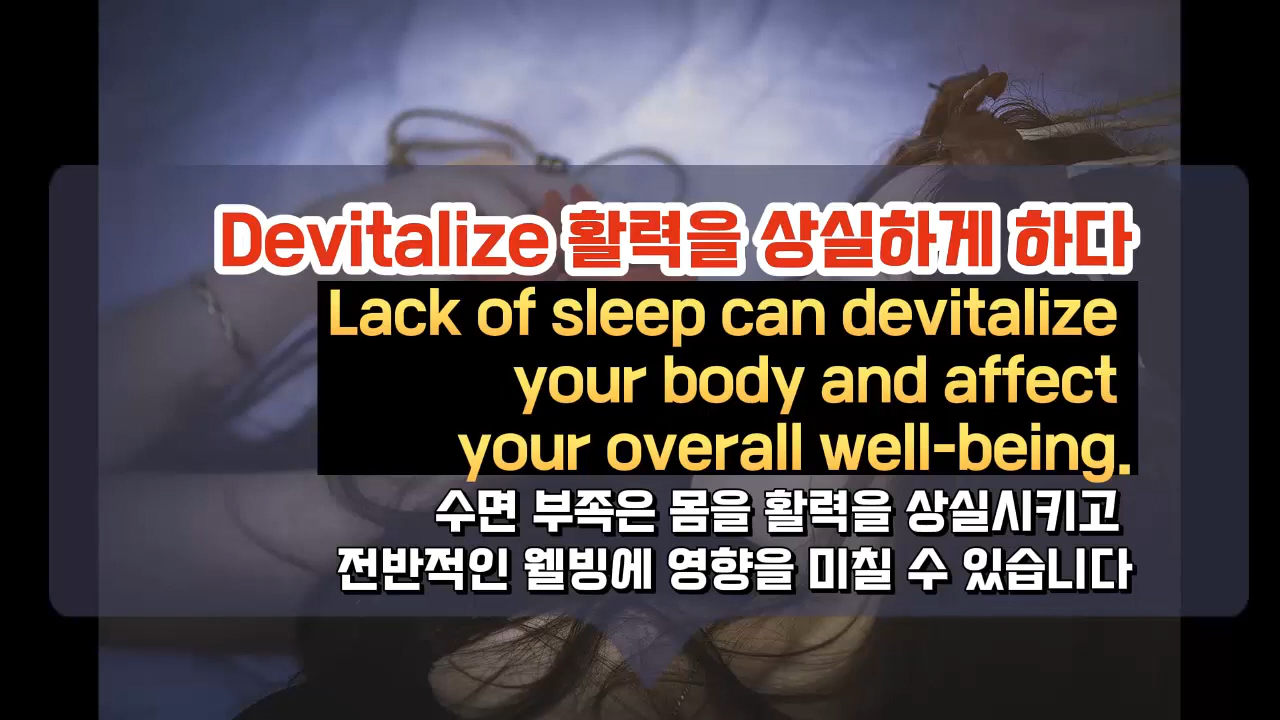 Devitalize 활력을 상실하게 하다
Lack of sleep can devitalize
your body and affect
your overall well-being.
수면 부족은 몸을 활력을 상실시키고
전반적인 웰빙에 영향을 미칠 수 있습니다